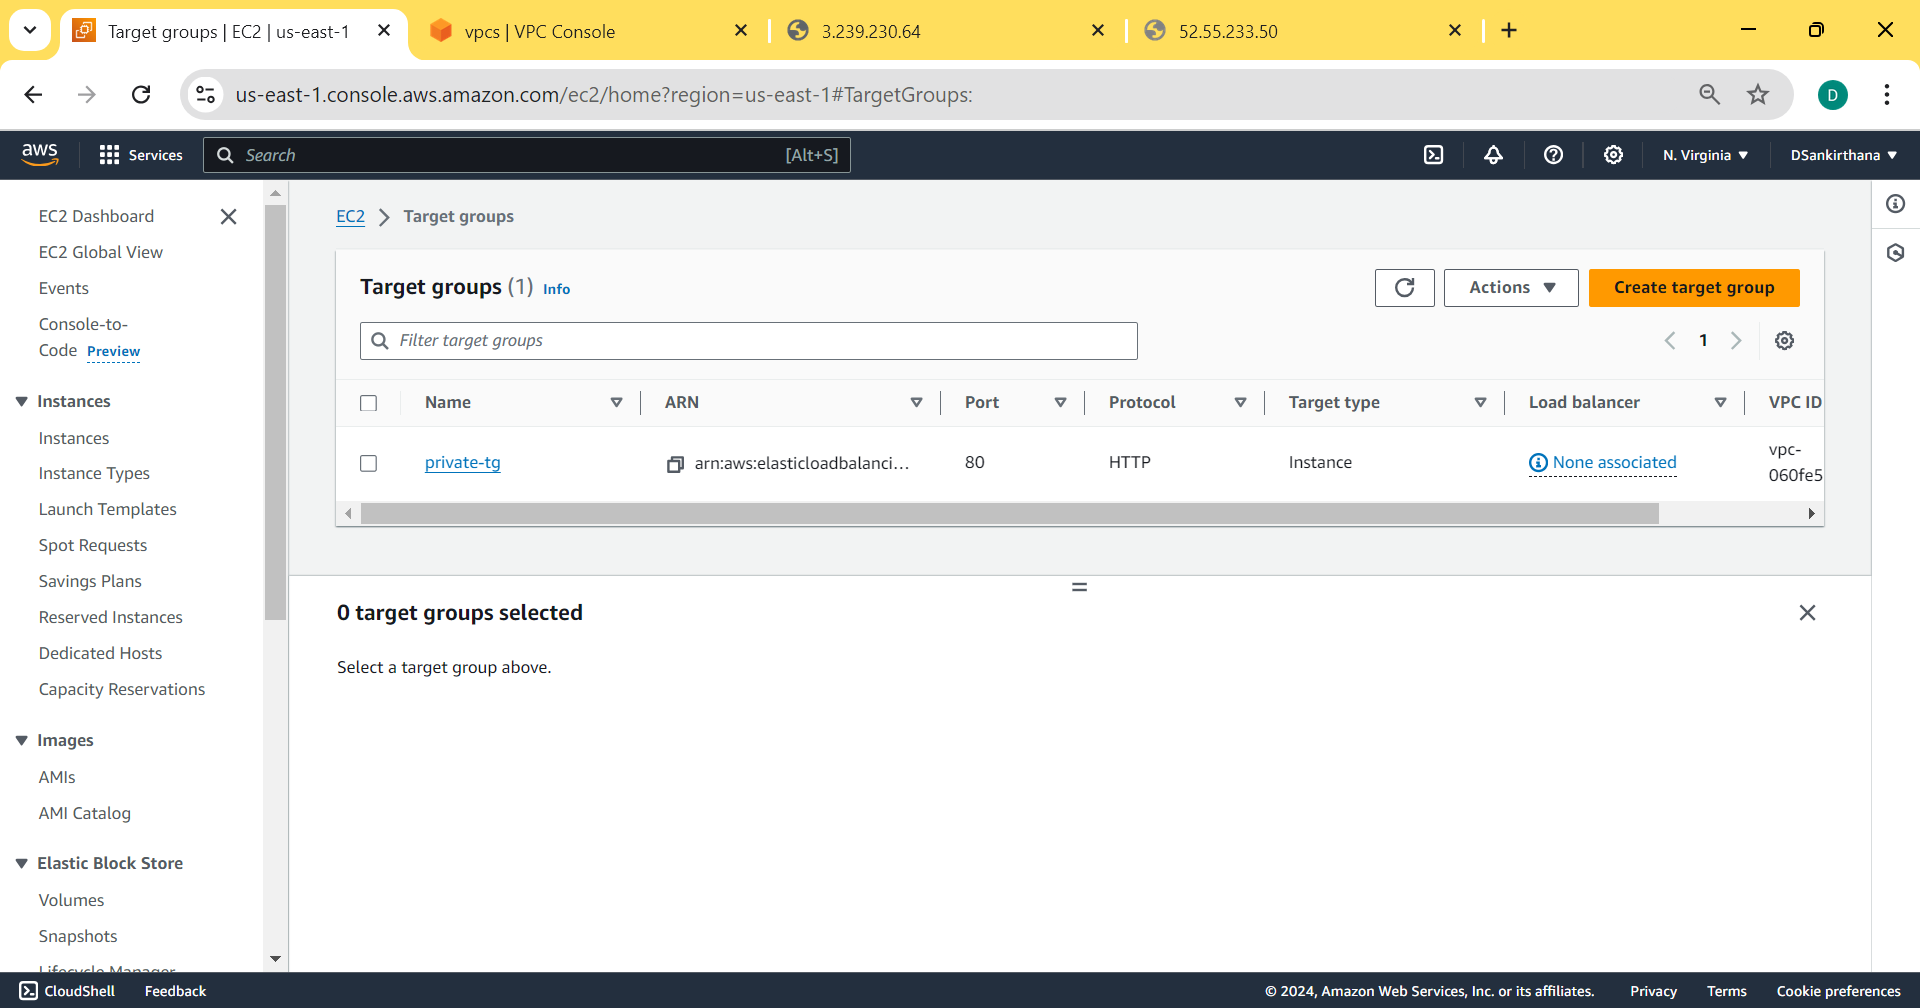 Target groups | EC2 | us-east-1
vpcs | VPC Console
3.239.230.64
52.55.233.50
us-east-1.console.aws.amazon.com/ec2/home?region=us-east-1#TargetGroups:
D
aws
Services
Search
[Alt+S]
N. Virginia
DSankirthana
EC2 Dashboard
EC2 Global View
Events
Console-to-
Code Preview
Instances
Instances
Instance Types
Launch Templates
Spot Requests
Savings Plans
Reserved Instances
Dedicated Hosts
Capacity Reservations
Images
AMIs
AMI Catalog
Elastic Block Store
Volumes
Snapshots
Lifecycle Manager
EC2 > Target groups
Target groups (1) Info
Actions
Create target group
Filter target groups
1
Name ARN Port Protocol Target type Load balancer VPC ID
private-tg arn:aws:elasticloadbalanci... 80 HTTP Instance None associated vpc-
060fe5
0 target groups selected
Select a target group above.
CloudShell Feedback © 2024, Amazon Web Services, Inc. or its affiliates. Privacy Terms Cookie preferences